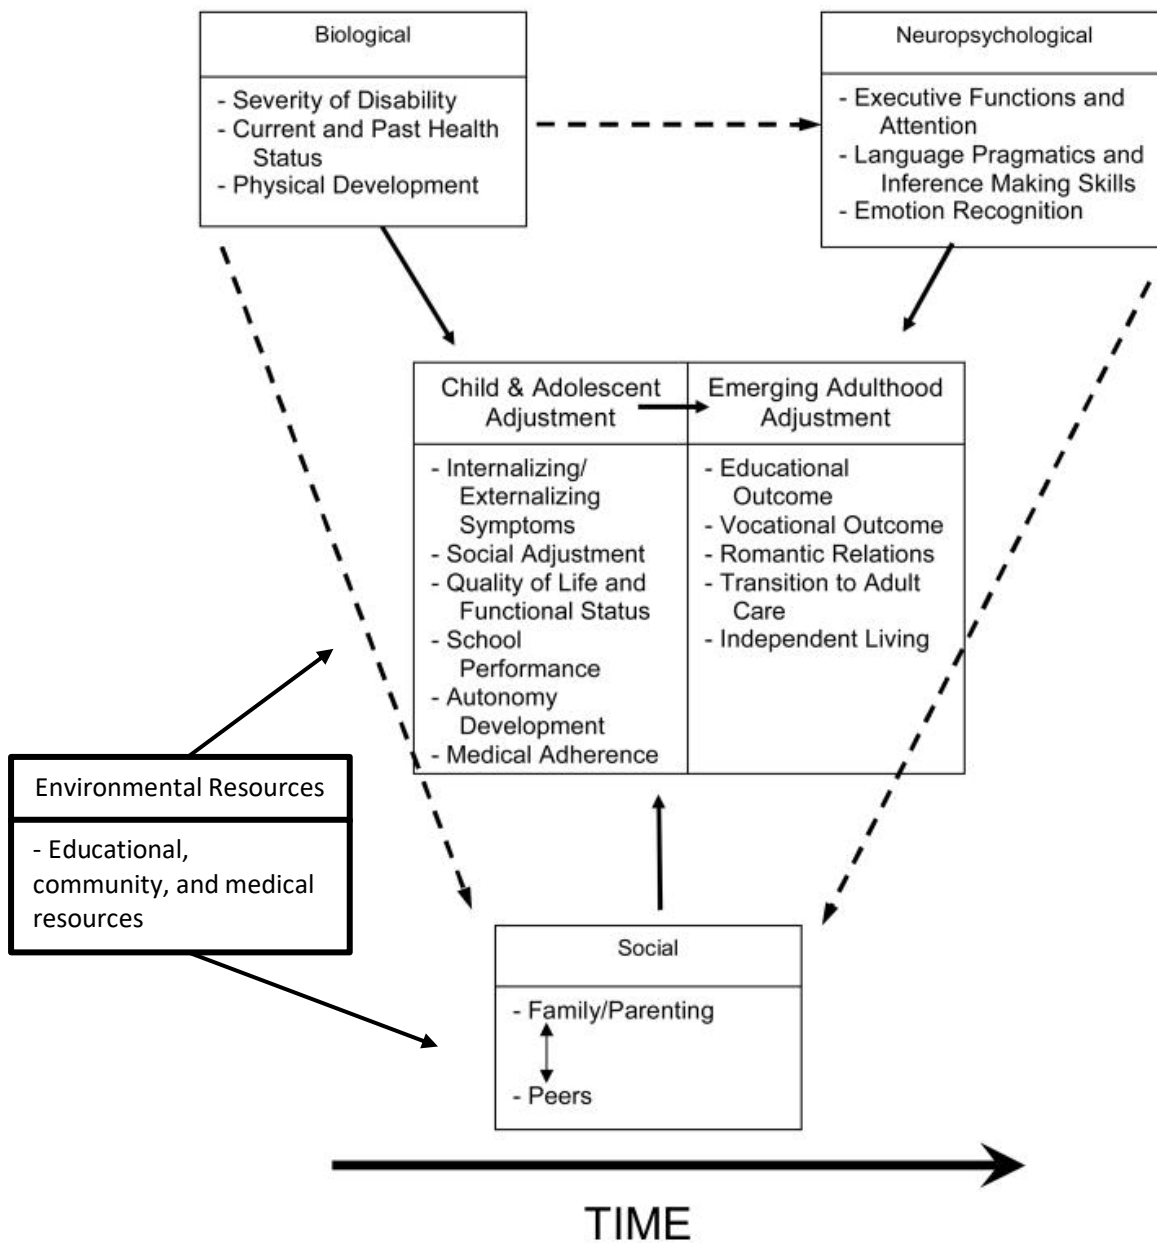 Biological
- Severity of Disability
- Current and Past Health
Status
- Physical Development
Neuropsychological
- Executive Functions and
Attention
- Language Pragmatics and
Inference Making Skills
- Emotion Recognition
Child & Adolescent
Adjustment
- Internalizing/
Externalizing
Symptoms
- Social Adjustment
- Quality of Life and
Functional Status
- School
Performance
- Autonomy
Development
- Medical Adherence
Emerging Adulthood
Adjustment
- Educational
Outcome
- Vocational Outcome
- Romantic Relations
- Transition to Adult
Care
- Independent Living
Environmental Resources
- Educational,
community, and medical
resources
Social
- Family/Parenting
- Peers
TIME